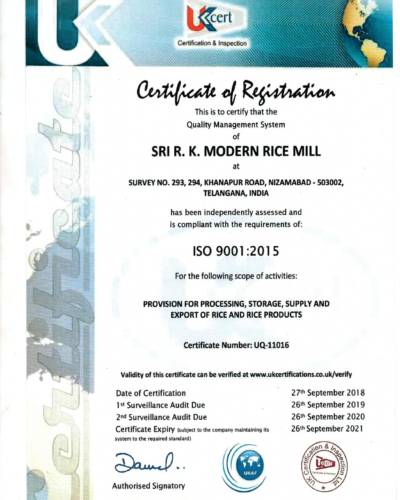 UKcert
Certification & Inspection
Certificate of Registration
This is to certify that the
Quality Management System
of
SRI R. K. MODERN RICE MILL
at
SURVEY NO. 293, 294, KHANAPUR ROAD, NIZAMABAD - 503002,
TELANGANA, INDIA
has been independently assessed and
is compliant with the requirements of:
ISO 9001:2015
For the following scope of activities:
PROVISION FOR PROCESSING, STORAGE, SUPPLY AND
EXPORT OF RICE AND RICE PRODUCTS
Certificate Number: UQ-11016
Validity of this certificate can be verified at www.ukcertifications.co.uk/verify
Date of Certification 27th September 2018
1st Surveillance Audit Due 26th September 2019
2nd Surveillance Audit Due 26th September 2020
Certificate Expiry (subject to the company maintaining its 26th September 2021
system to the required standard)
Authorised Signatory
UKAF
UK Certification & Inspection Ltd
Certificate